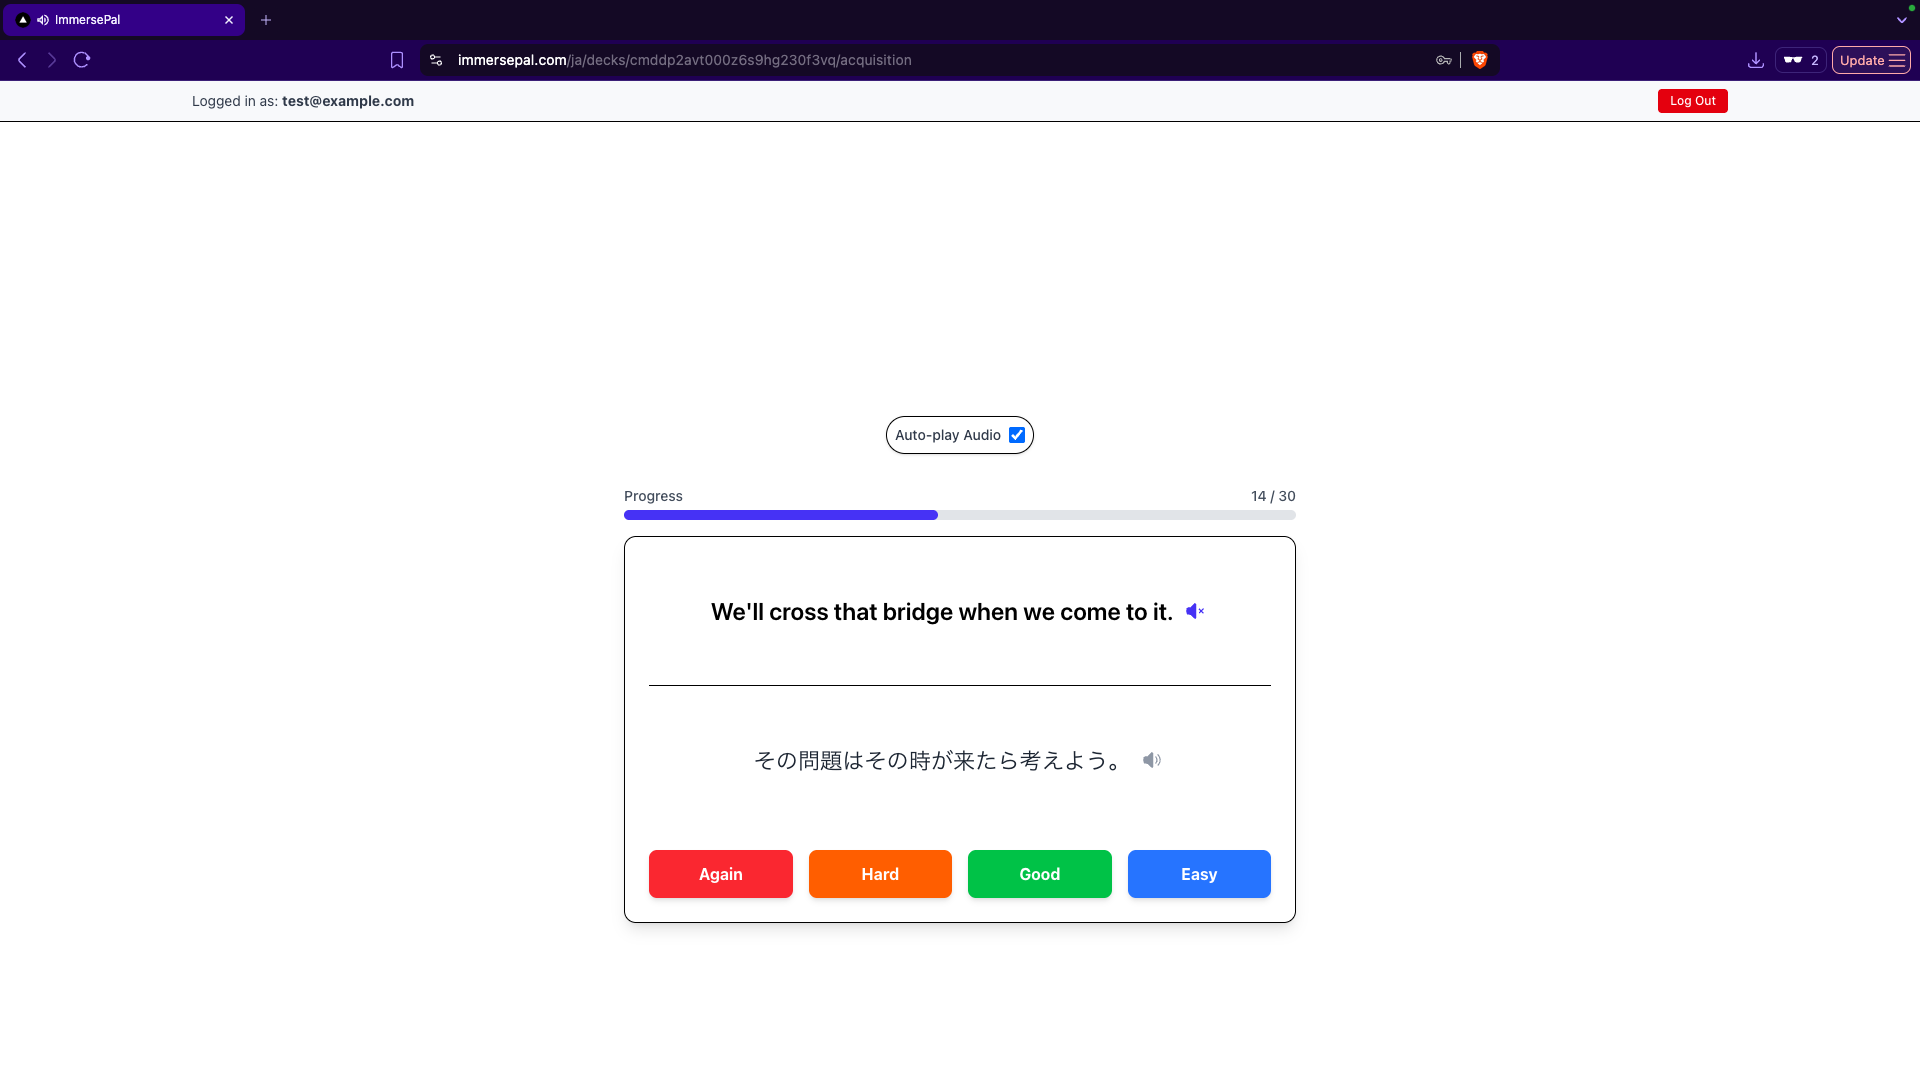 ImmersePal
immersepal.com/ja/decks/cmddp2avt000z6s9hg230f3vq/acquisition
2
Update
Logged in as: test@example.com
Log Out
Auto-play Audio
Progress
14 / 30
We'll cross that bridge when we come to it.
その問題はその時が来たら考えよう。
Again
Hard
Good
Easy